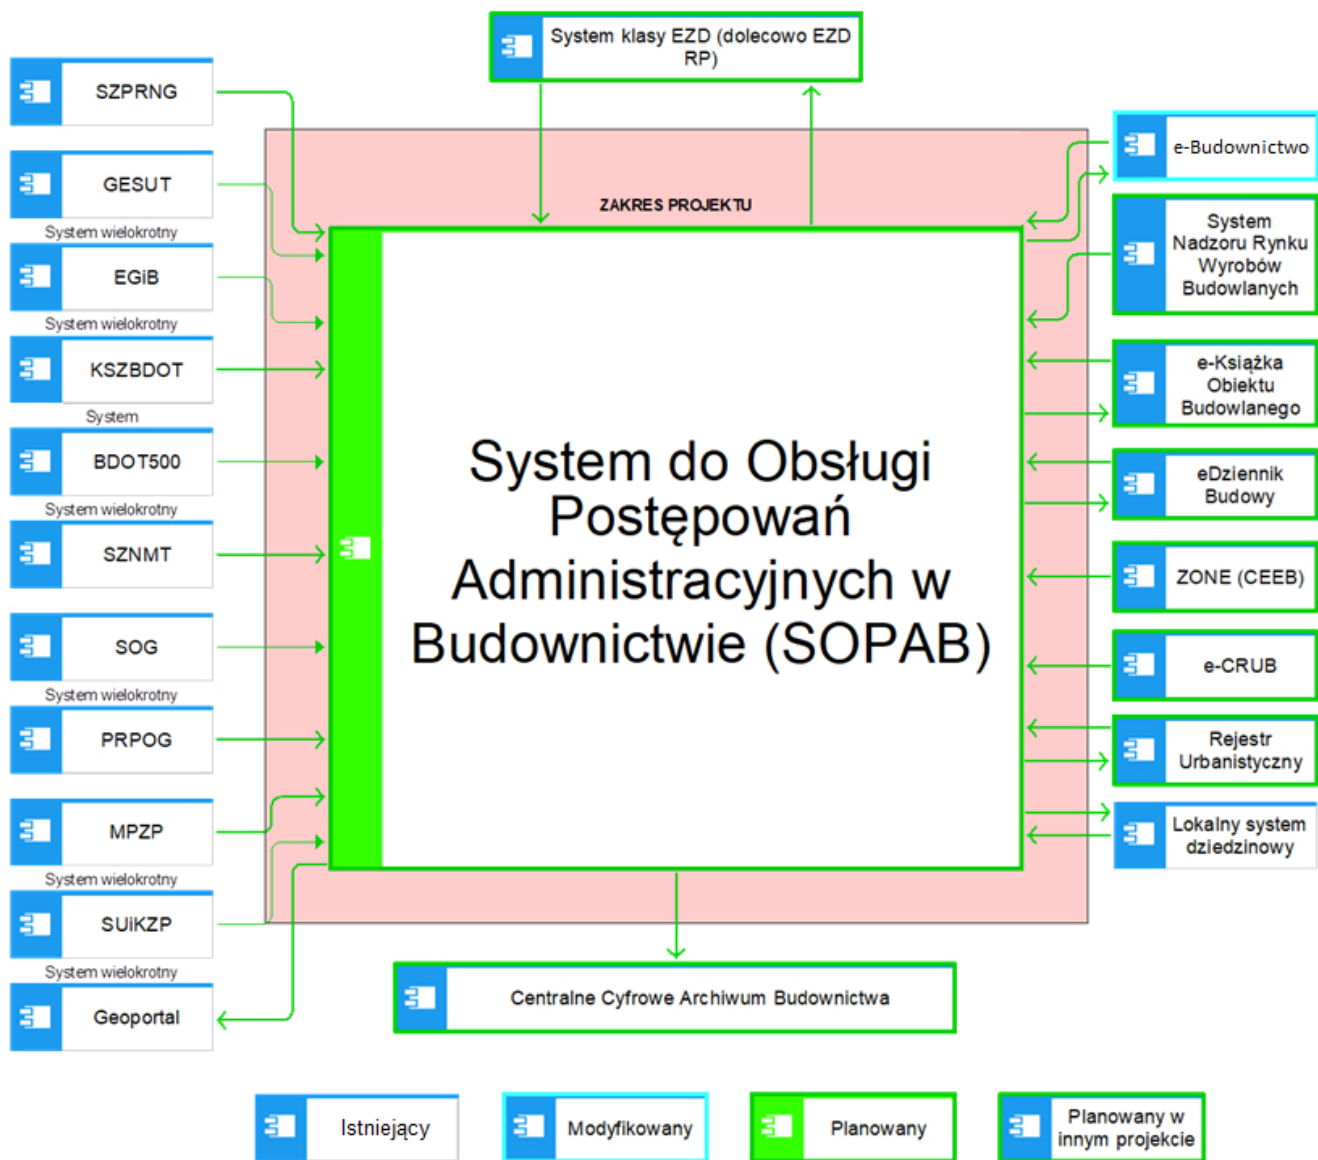 System klasy EZD (dolecowo EZD
RP)
SZPRNG
GESUT
System wielokrotny
EGiB
System wielokrotny
KSZBDOT
System
BDOT500
System wielokrotny
SZNMT
SOG
System wielokrotny
PRPOG
MPZP
System wielokrotny
SUiKZP
System wielokrotny
Geoportal
ZAKRES PROJEKTU
System do Obsługi
Postępowań
Administracyjnych w
Budownictwie (SOPAB)
e-Budownictwo
System
Nadzoru Rynku
Wyrobów
Budowlanych
e-Książka
Obiektu
Budowlanego
eDziennik
Budowy
ZONE (CEEB)
e-CRUB
Rejestr
Urbanistyczny
Lokalny system
dziedzinowy
Centralne Cyfrowe Archiwum Budownictwa
Istniejący
Modyfikowany
Planowany
Planowany w
innym projekcie